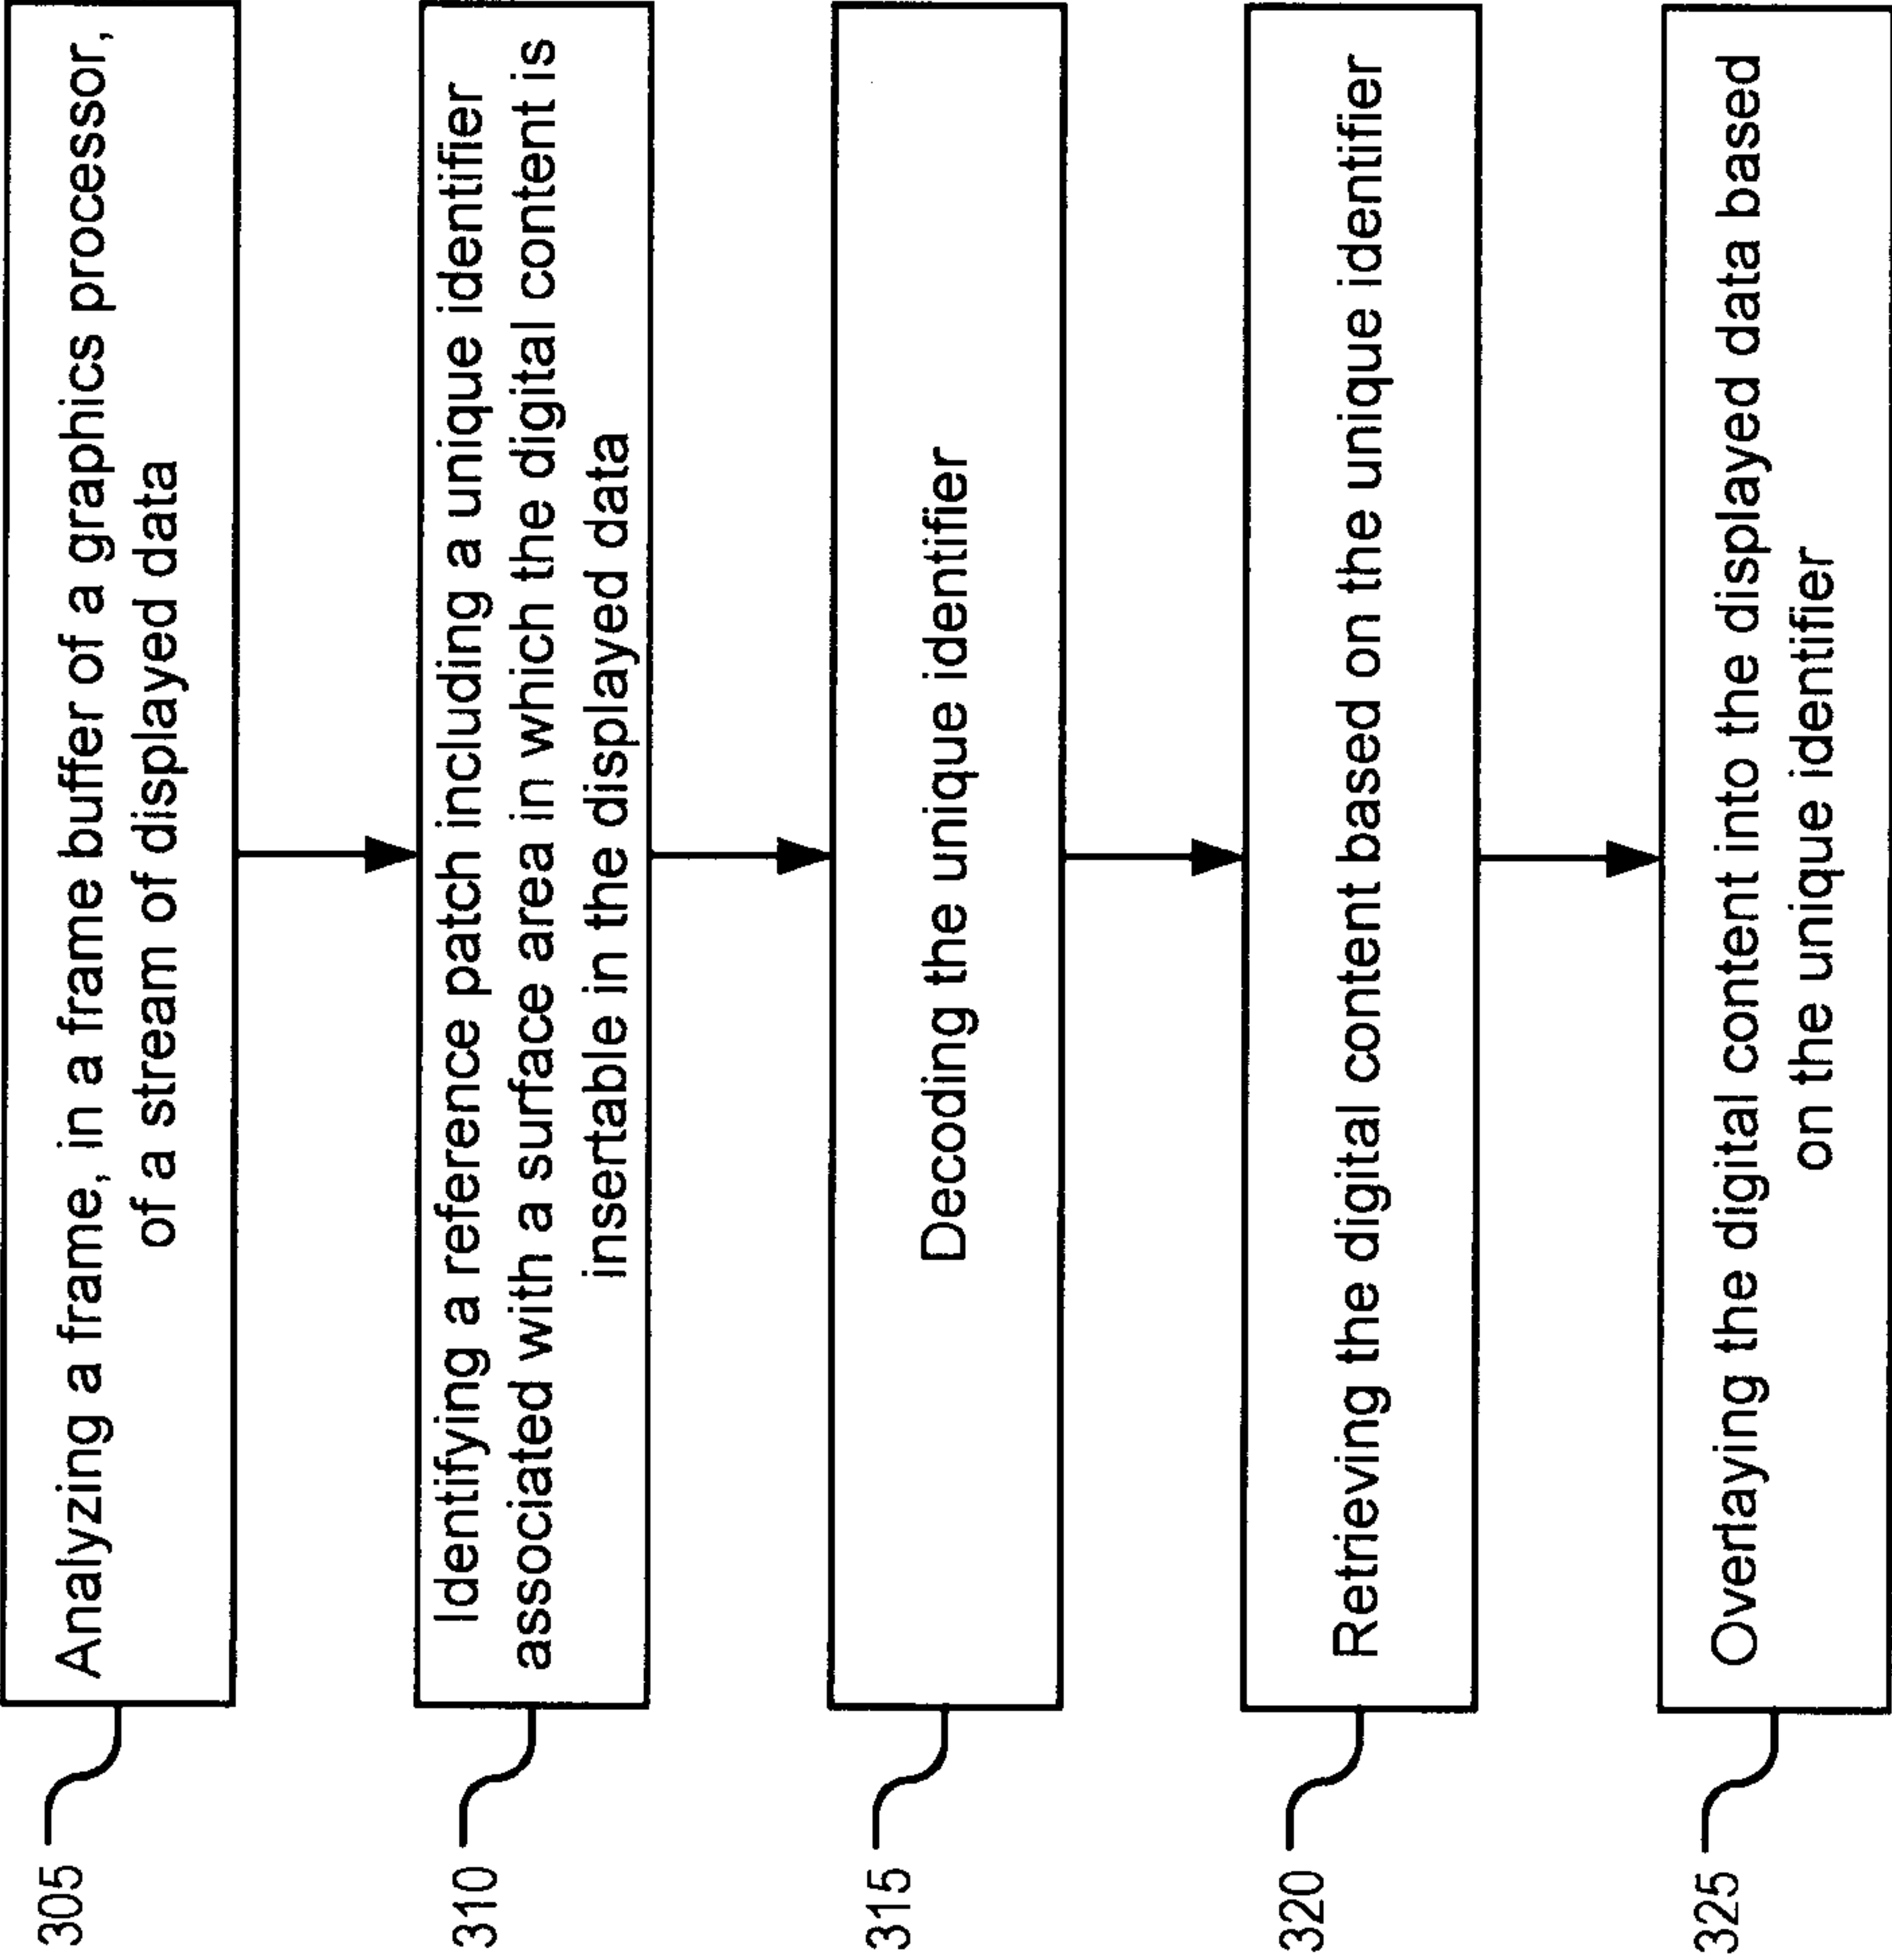 305
Analyzing a frame, in a frame buffer of a graphics processor,
of a stream of displayed data
310
Identifying a reference patch including a unique identifier
associated with a surface area in which the digital content is
insertable in the displayed data
315
Decoding the unique identifier
320
Retrieving the digital content based on the unique identifier
325
Overlaying the digital content into the displayed data based
on the unique identifier